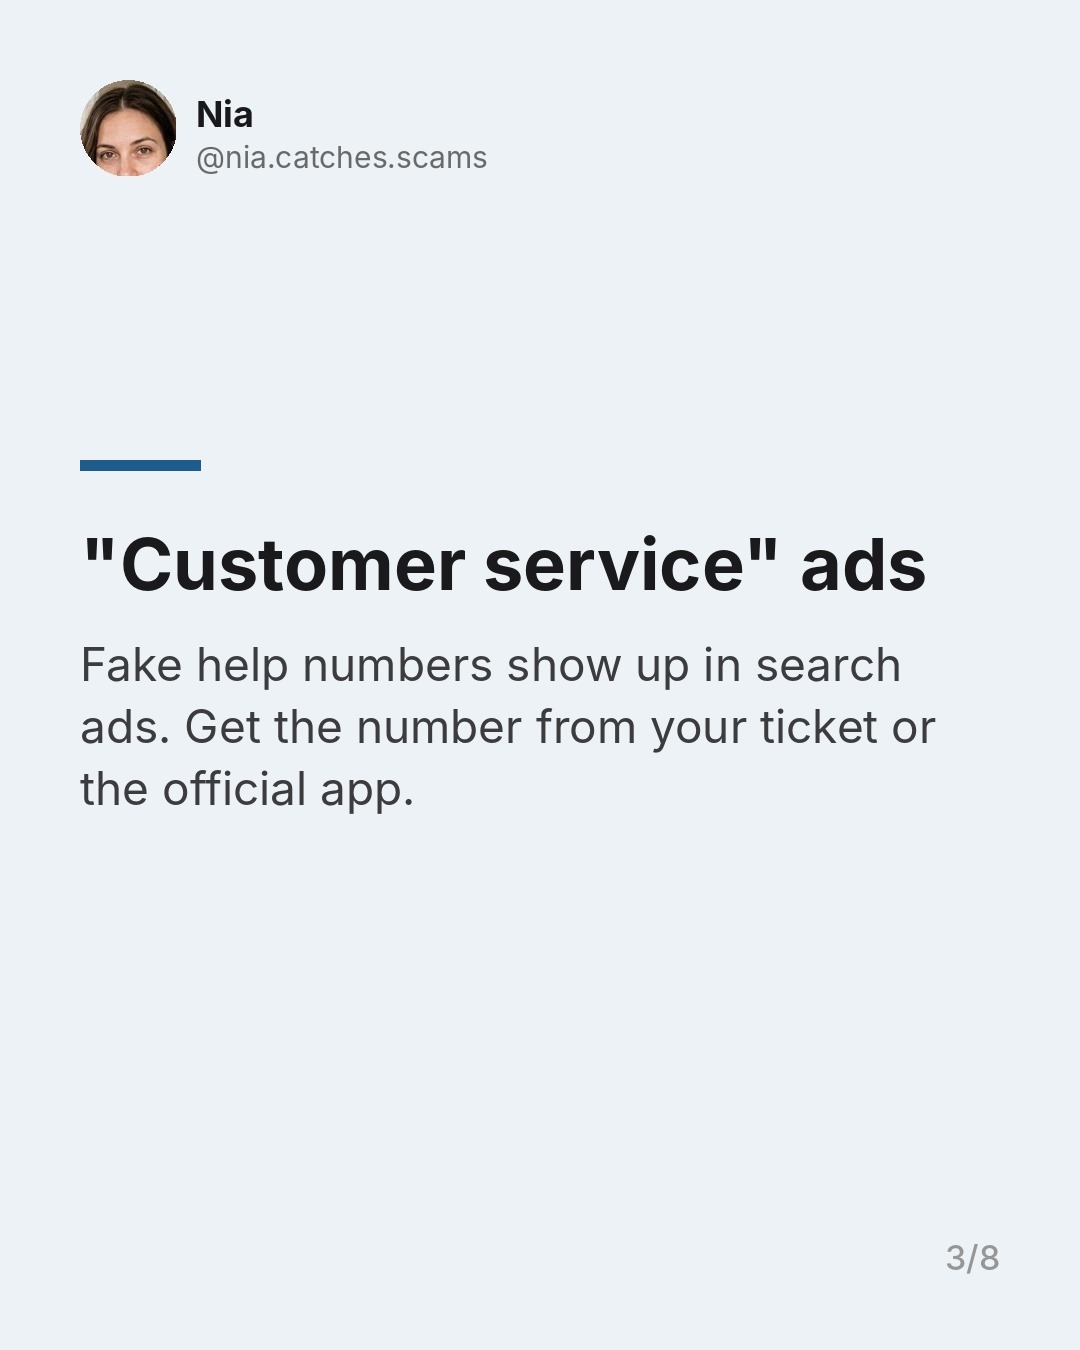 Nia
@nia.catches.scams
"Customer service" ads
Fake help numbers show up in search
ads. Get the number from your ticket or
the official app.
3/8